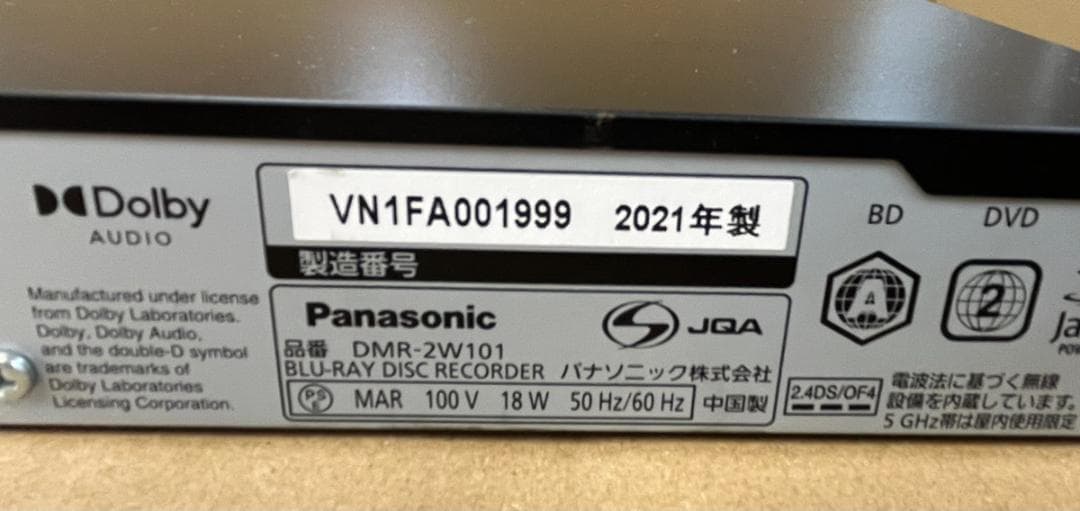 Dolby
AUDIO
Manufactured under license
from Dolby Laboratories.
Dolby, Dolby Audio,
and the double-D symbol
are trademarks of
Dolby Laboratories
Licensing Corporation.
VN1FA001999 2021年製
製造番号
Panasonic
JQA
品番 DMR-2W101
BLU-RAY DISC RECORDER パナソニック株式会社
PS E MAR 100 V 18 W 50 Hz/60 Hz 中国製
BD DVD
A 2
2.4DS/OF4
電波法に基づく無線
設備を内蔵しています。
5 GHz帯は屋内使用限定